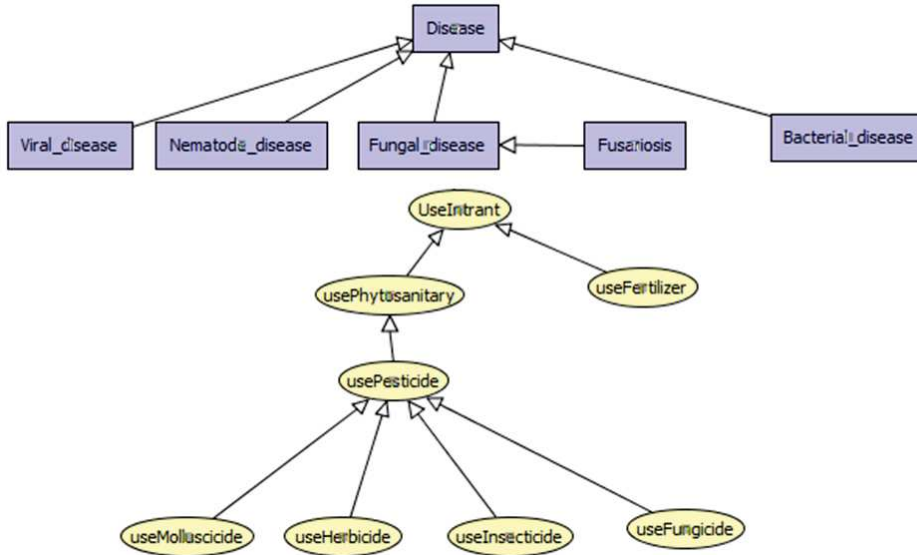 Disease
Viral_disease
Nematode_disease
Fungal_disease
Fusariosis
Bacterial_disease
UseIntrant
usePhytosanitary
useFertilizer
usePesticide
useMolluscicide
useHerbicide
useInsecticide
useFungicide